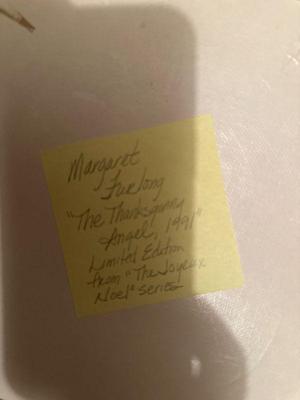 Margaret
Furlong
"The Thanksgiving
Angel, 1991"
Limited Edition
from "The Joyeux
Noel" series